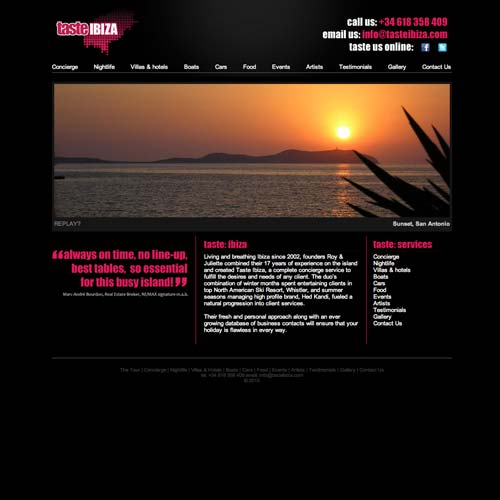 taste IBIZA
call us: +34 618 358 409
email us: info@tasteibiza.com
taste us online:
Concierge Nightlife Villas & hotels Boats Cars Food Events Artists Testimonials Gallery Contact Us
REPLAY? Sunset, San Antonio
“always on time, no line-up,
best tables, so essential
for this busy island!”
Marc-André Bourdon, Real Estate Broker, RE/MAX signature m.a.b.
taste: ibiza
Living and breathing Ibiza since 2002, founders Roy &
Juliette combined their 17 years of experience on the island
and created Taste Ibiza, a complete concierge service to
fulfill the desires and needs of any client. The duo's
combination of winter months spent entertaining clients in
top North American Ski Resort, Whistler, and summer
seasons managing high profile brand, Hed Kandi, fueled a
natural progression into client services.
Their fresh and personal approach along with an ever
growing database of business contacts will ensure that your
holiday is flawless in every way.
taste: services
Concierge
Nightlife
Villas & hotels
Boats
Cars
Food
Events
Artists
Testimonials
Gallery
Contact Us
The Tour | Concierge | Nightlife | Villas & Hotels | Boats | Cars | Food | Events | Artists | Testimonials | Gallery | Contact Us
tel. +34 618 358 409 email. info@tasteibiza.com
© 2010